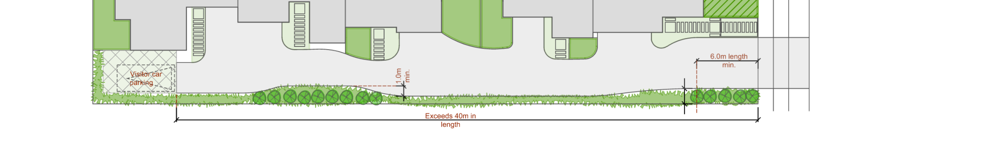 6.0m length
min.
1.0m
min.
Visitor car
parking
Exceeds 40m in
length